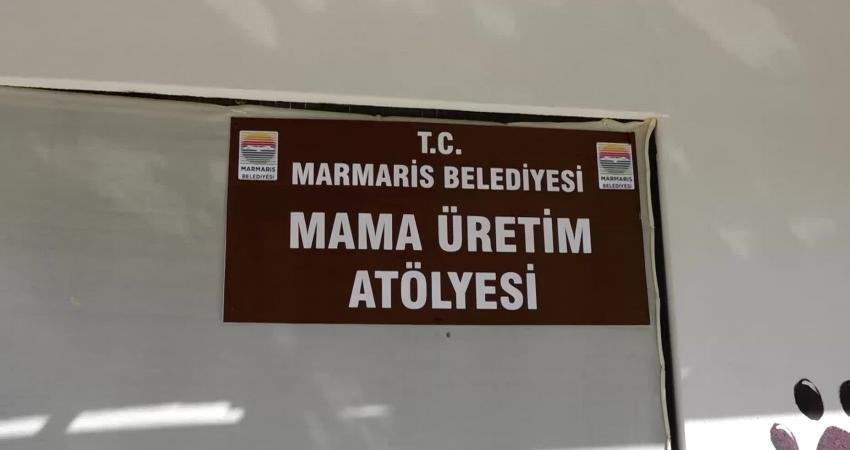 T.C.
MARMARİS BELEDİYESİ
MAMA ÜRETİM
ATÖLYESİ
MARMARİS
BELEDİYESİ
MARMARİS
BELEDİYESİ